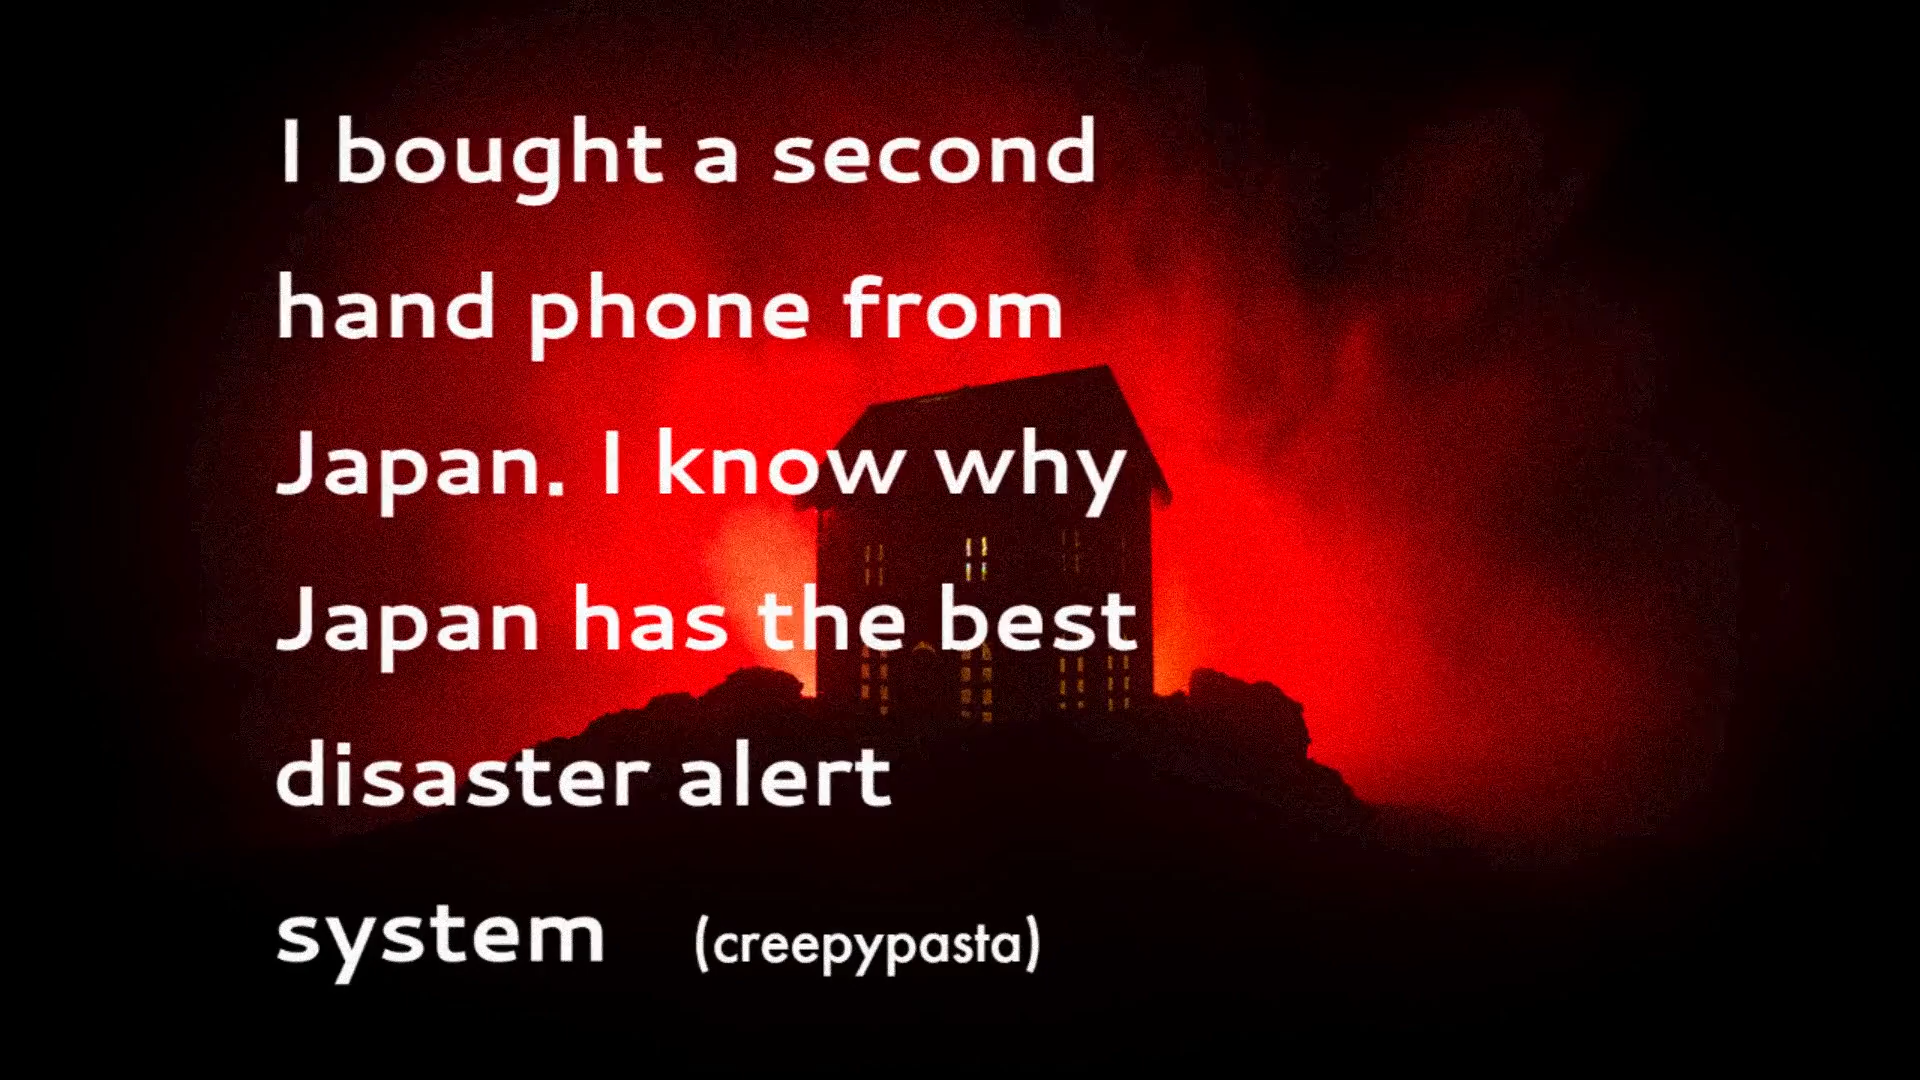 I bought a second
hand phone from
Japan. I know why
Japan has the best
disaster alert
system (creepypasta)